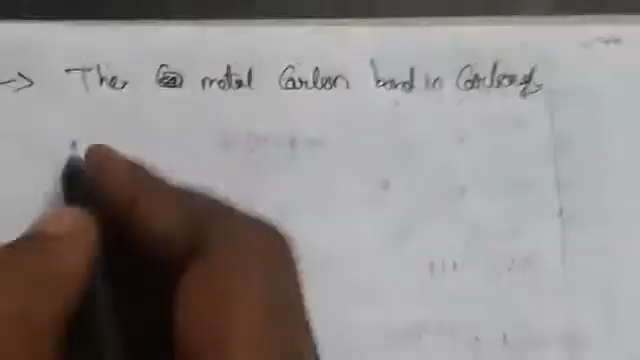 → The metal Carbon bond in Carbonyl